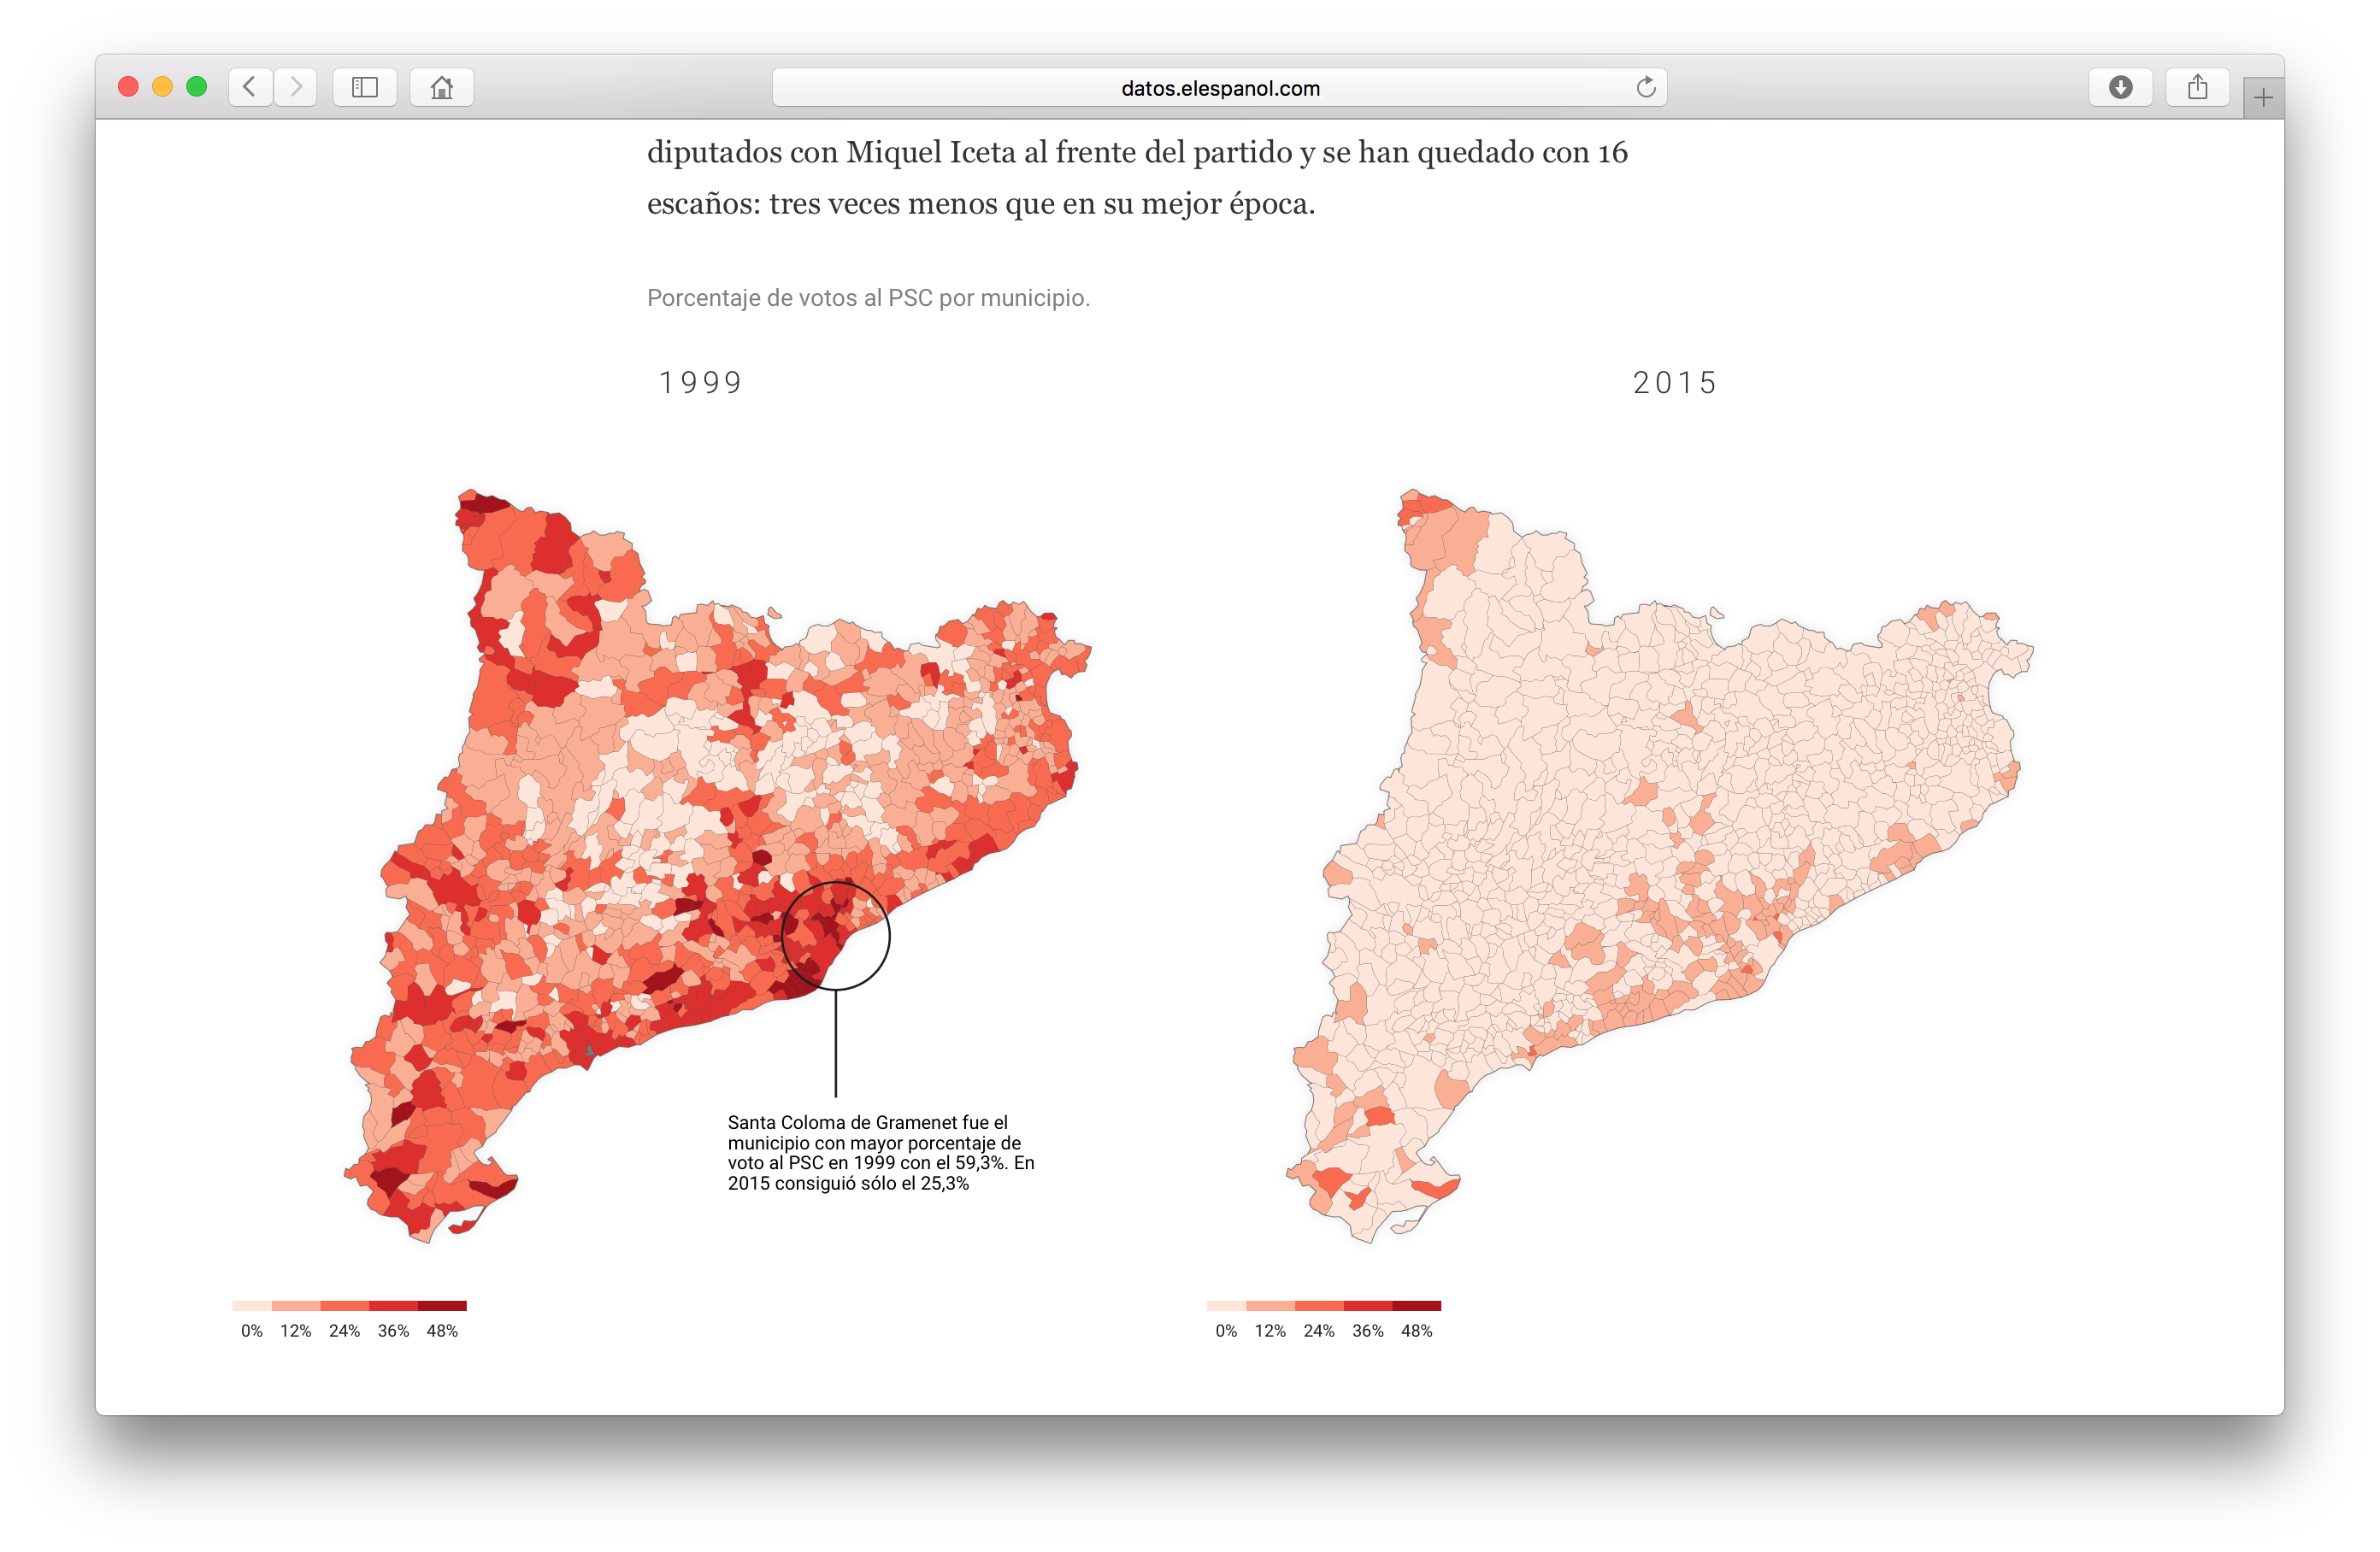 datos.elespanol.com
diputados con Miquel Iceta al frente del partido y se han quedado con 16
escaños: tres veces menos que en su mejor época.
Porcentaje de votos al PSC por municipio.
1999
2015
Santa Coloma de Gramenet fue el
municipio con mayor porcentaje de
voto al PSC en 1999 con el 59,3%. En
2015 consiguió sólo el 25,3%
0% 12% 24% 36% 48%
0% 12% 24% 36% 48%